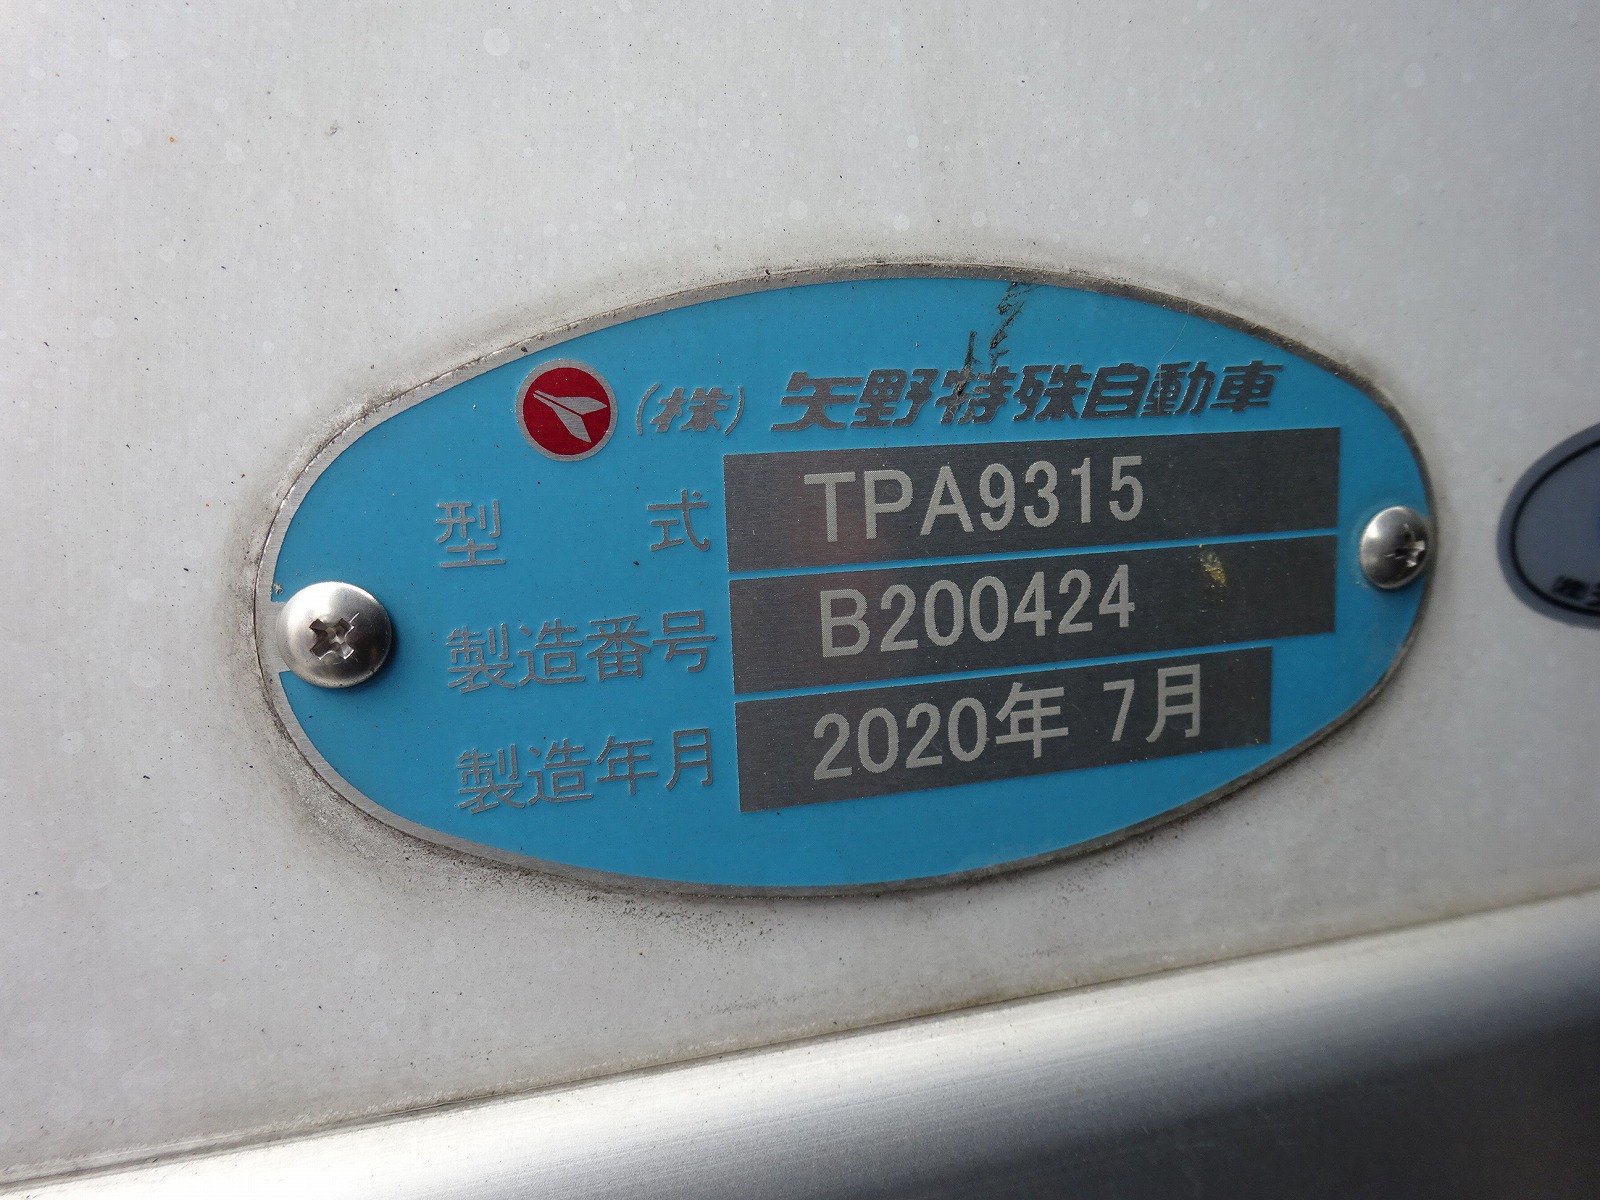 (株) 矢野特殊自動車
型式 TPA9315
製造番号 B200424
製造年月 2020年 7月